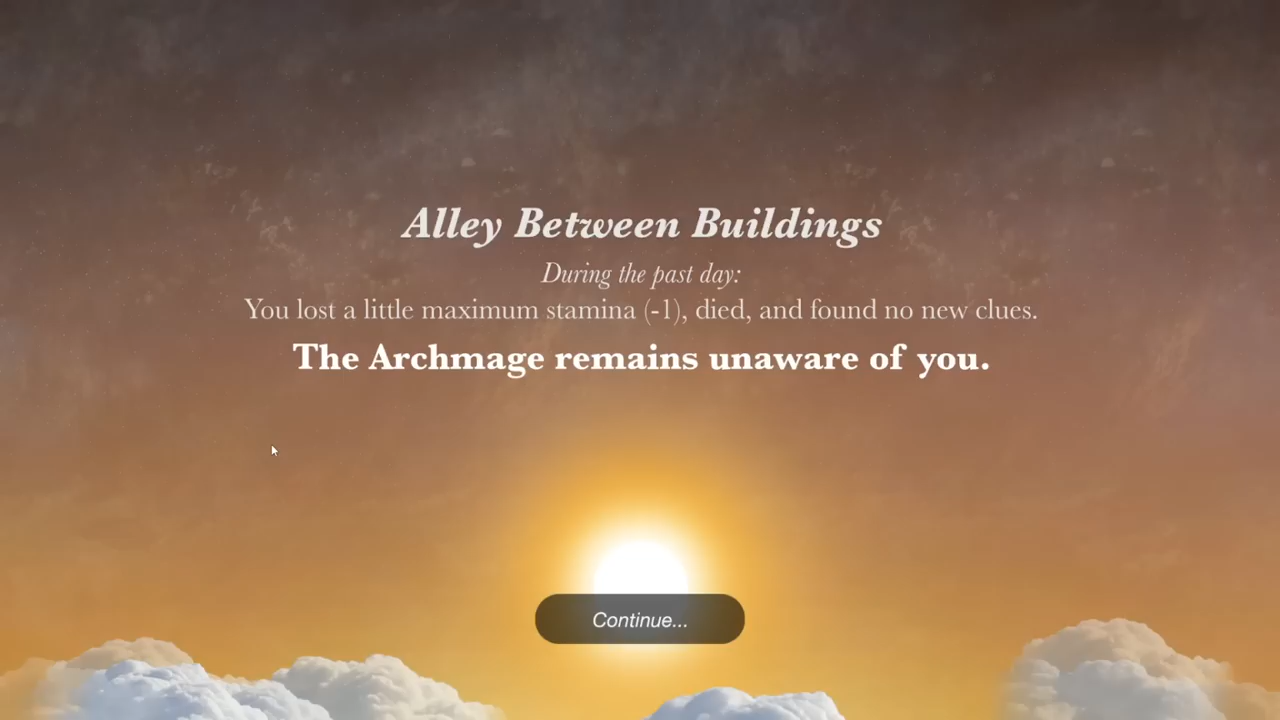 Alley Between Buildings
During the past day:
You lost a little maximum stamina (-1), died, and found no new clues.
The Archmage remains unaware of you.
Continue...